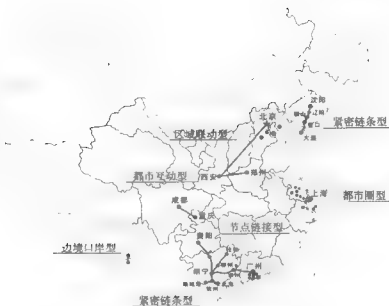 沈阳
北京
紧密链条型
大连
区域联动型
郑州
都市互动型
西安
上海
成都
都市圈型
重庆
节点链接型
贵阳
边境口岸型
南宁
广州
钦州
紧密链条型